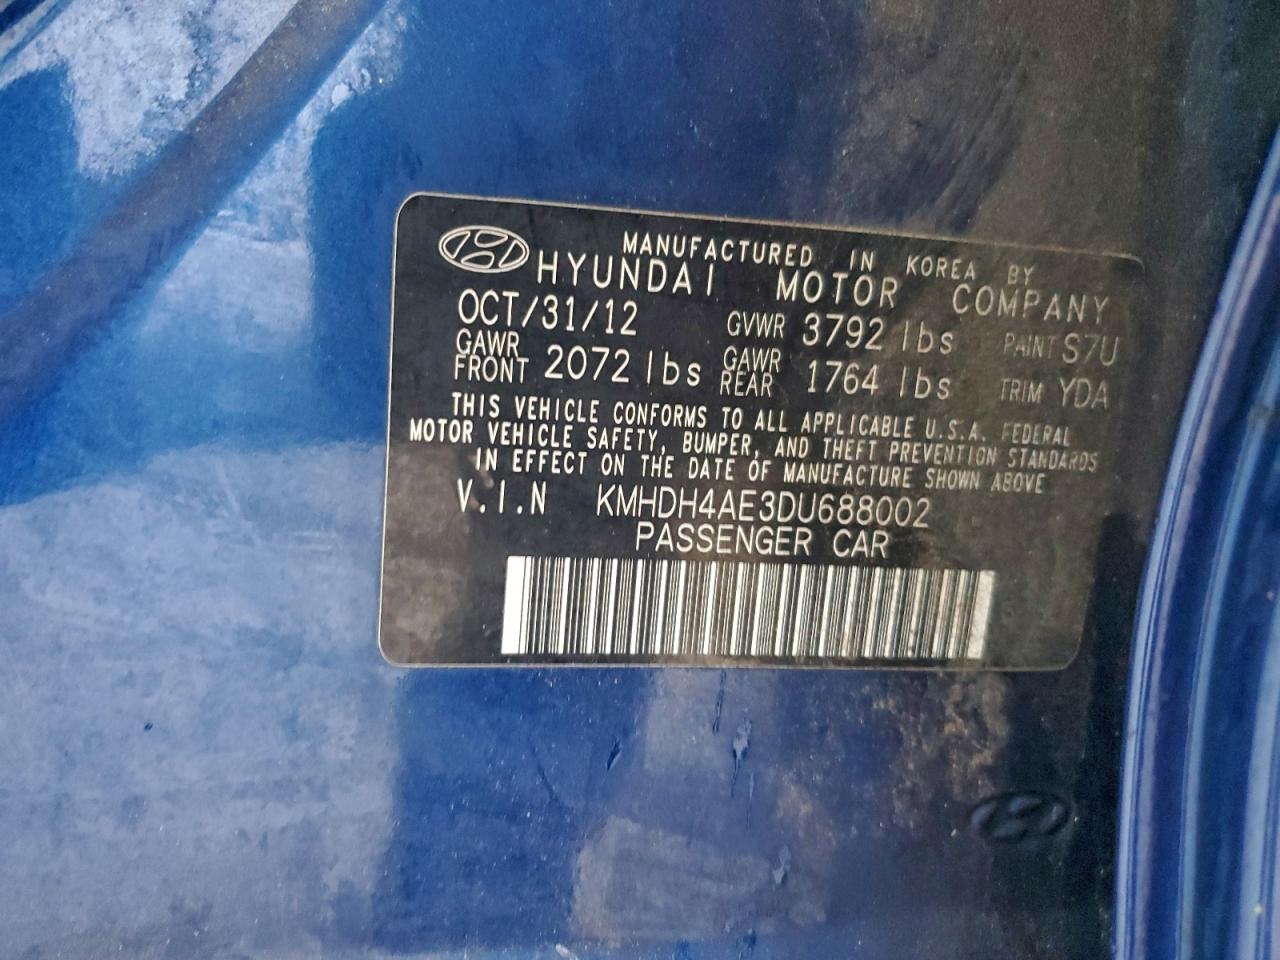 MANUFACTURED IN KOREA BY
HYUNDAI MOTOR COMPANY
OCT/31/12 GVWR 3792 lbs PAINT S7U
GAWR FRONT 2072 lbs GAWR REAR 1764 lbs TRIM YDA
THIS VEHICLE CONFORMS TO ALL APPLICABLE U.S.A. FEDERAL
MOTOR VEHICLE SAFETY, BUMPER, AND THEFT PREVENTION STANDARDS
IN EFFECT ON THE DATE OF MANUFACTURE SHOWN ABOVE
V.I.N KMHDH4AE3DU688002
PASSENGER CAR